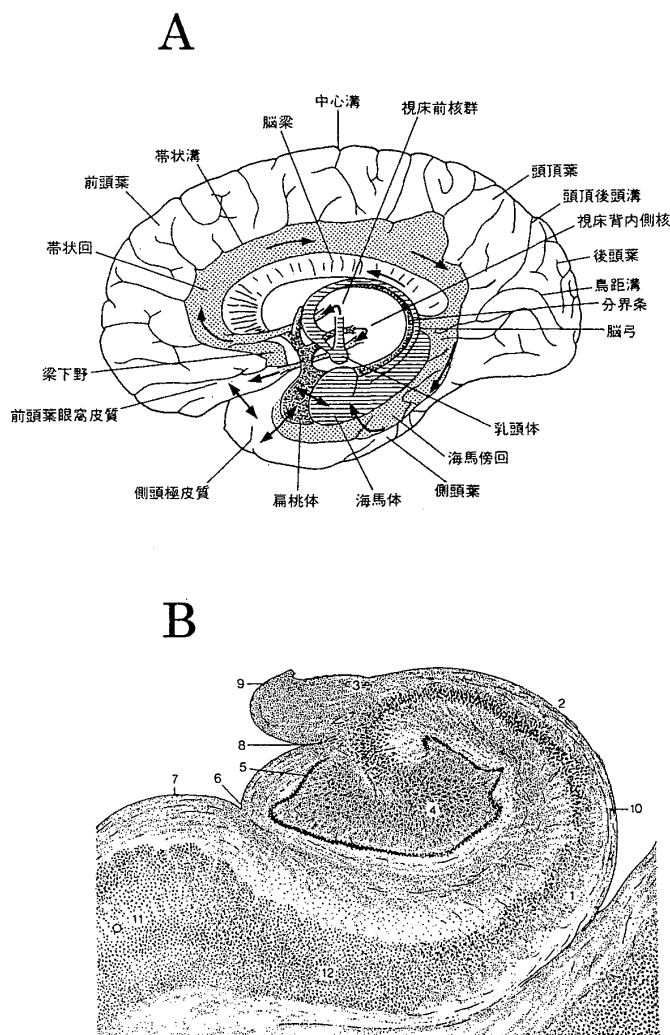 A
中心溝
視床前核群
脳梁
帯状溝
前頭葉
頭頂葉
頭頂後頭溝
視床背内側核
帯状回
後頭葉
鳥距溝
分界条
脳弓
梁下野
前頭葉眼窩皮質
乳頭体
海馬傍回
側頭極皮質
扁桃体
海馬体
側頭葉
B
9
3
2
8
5
7
6
4
10
1
11
12